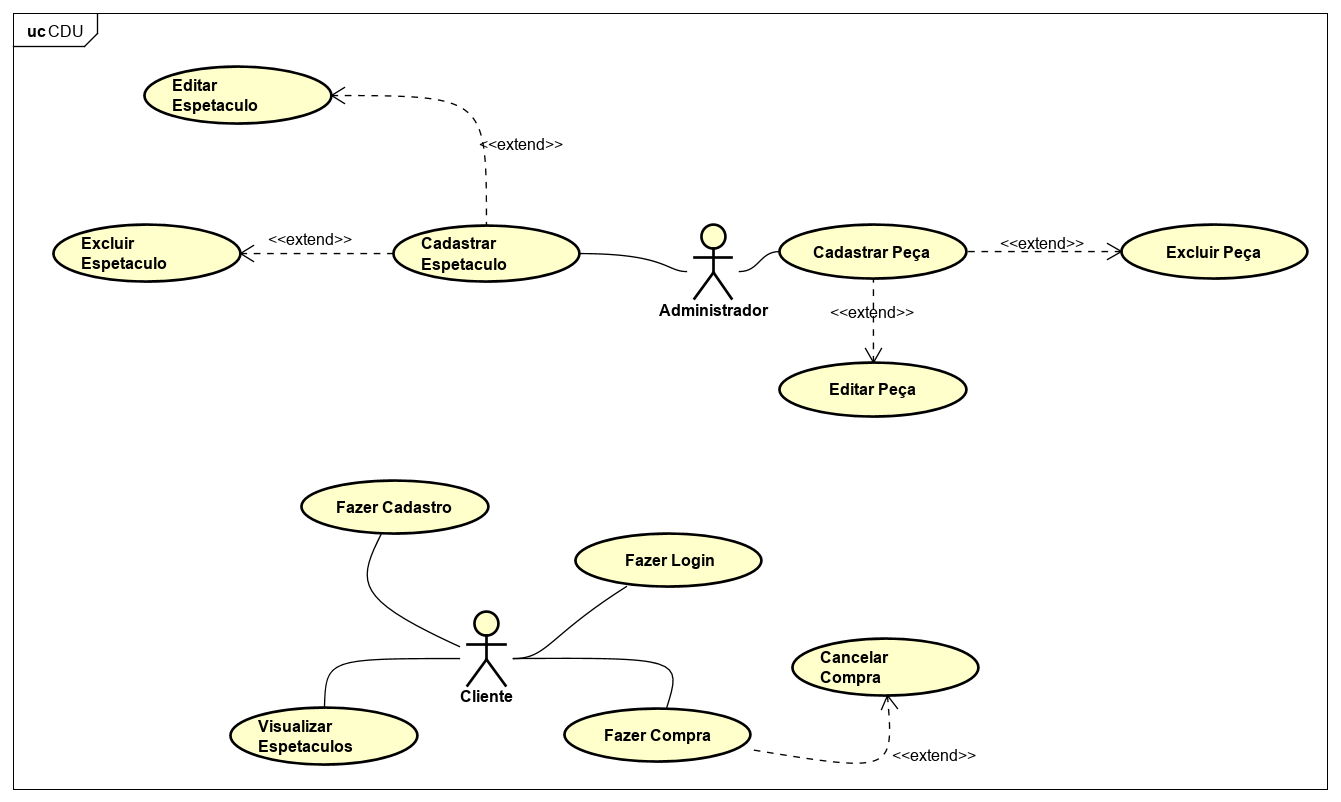 uc CDU
Editar
Espetaculo
<<extend>>
Excluir
Espetaculo
<<extend>>
Cadastrar
Espetaculo
Administrador
Cadastrar Peça
<<extend>>
Excluir Peça
<<extend>>
Editar Peça
Fazer Cadastro
Fazer Login
Cliente
Visualizar
Espetaculos
Fazer Compra
Cancelar
Compra
<<extend>>